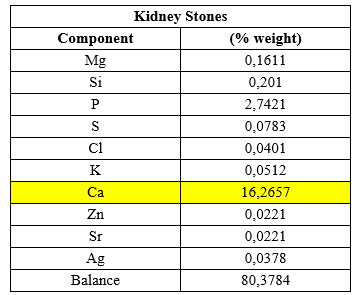 Kidney Stones
Component (% weight)
Mg 0,1611
Si 0,201
P 2,7421
S 0,0783
Cl 0,0401
K 0,0512
Ca 16,2657
Zn 0,0221
Sr 0,0221
Ag 0,0378
Balance 80,3784